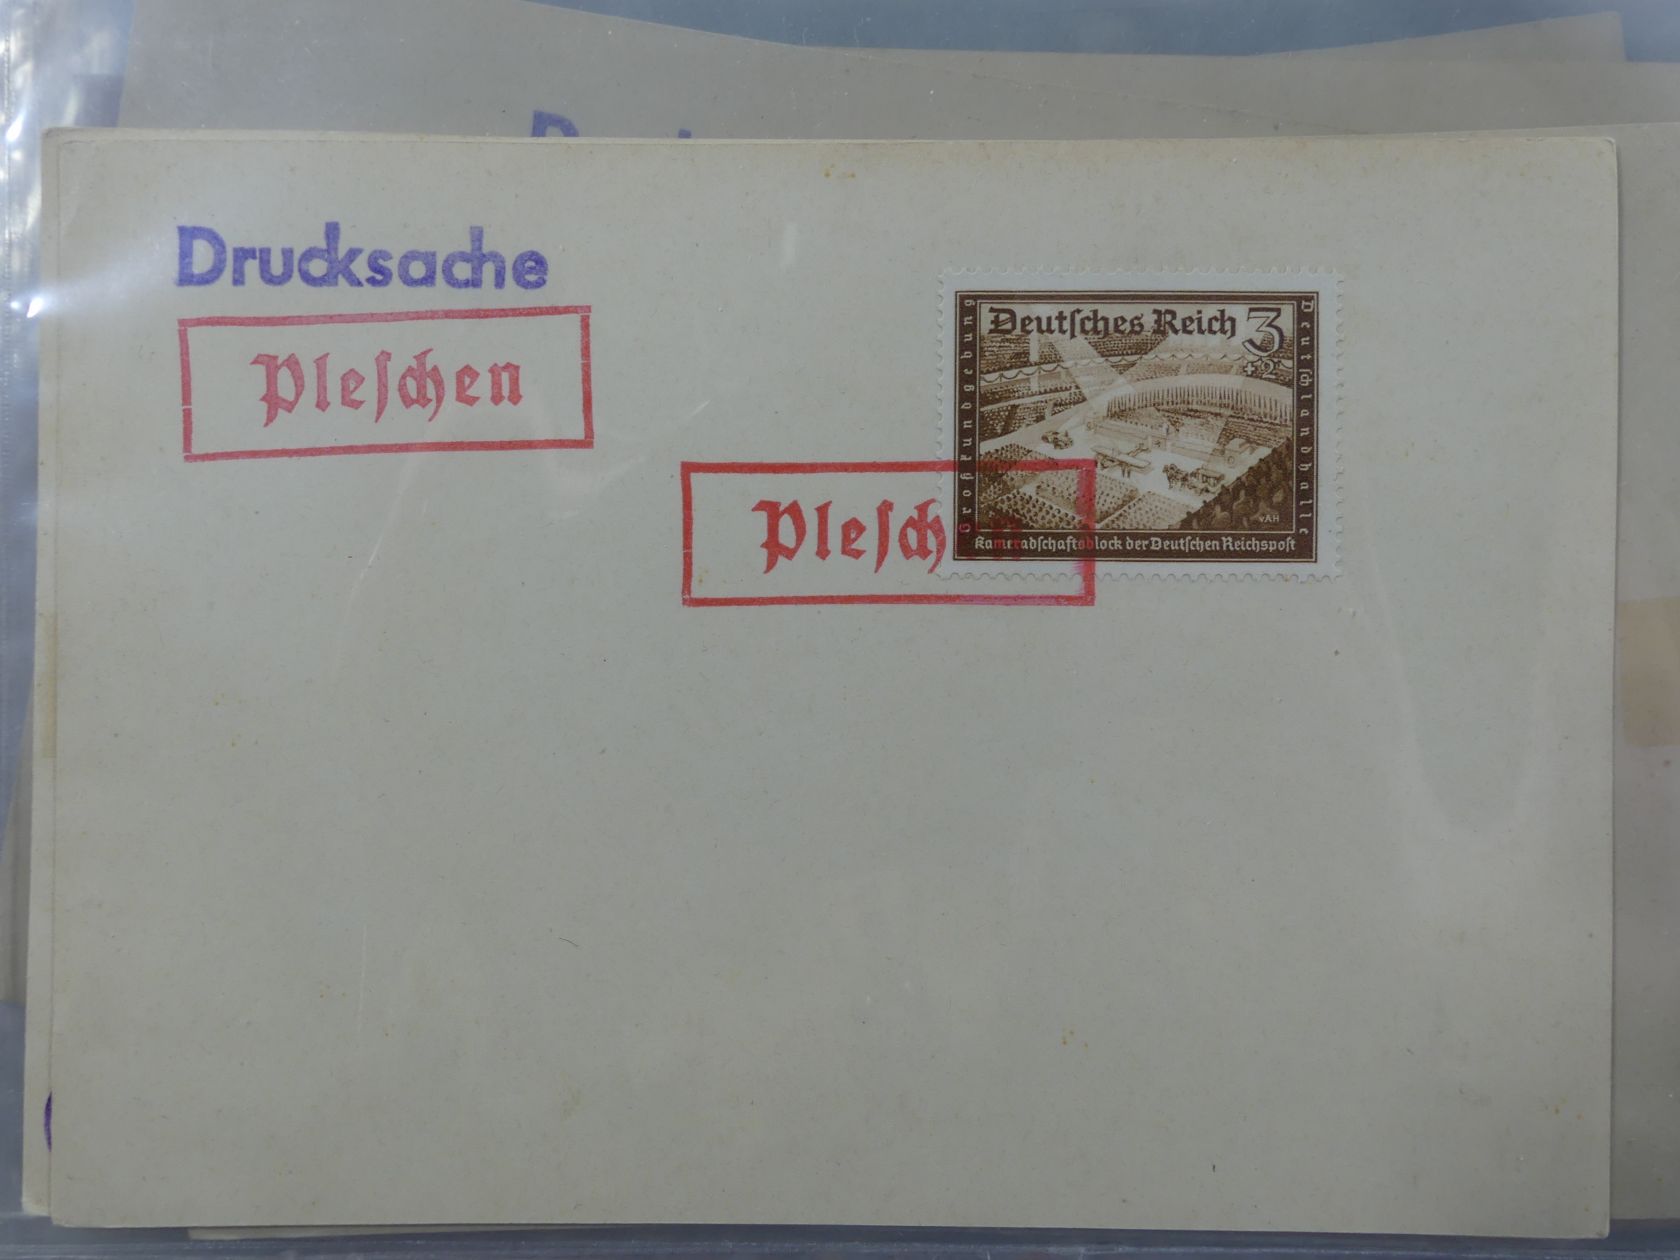 Drucksache
Pleſchen
Pleſch
Deutſches Reich 3
+2
Großkundgebung
Deutſchlandhalle
vAH
Kameradſchaftsblock der Deutſchen Reichspoſt